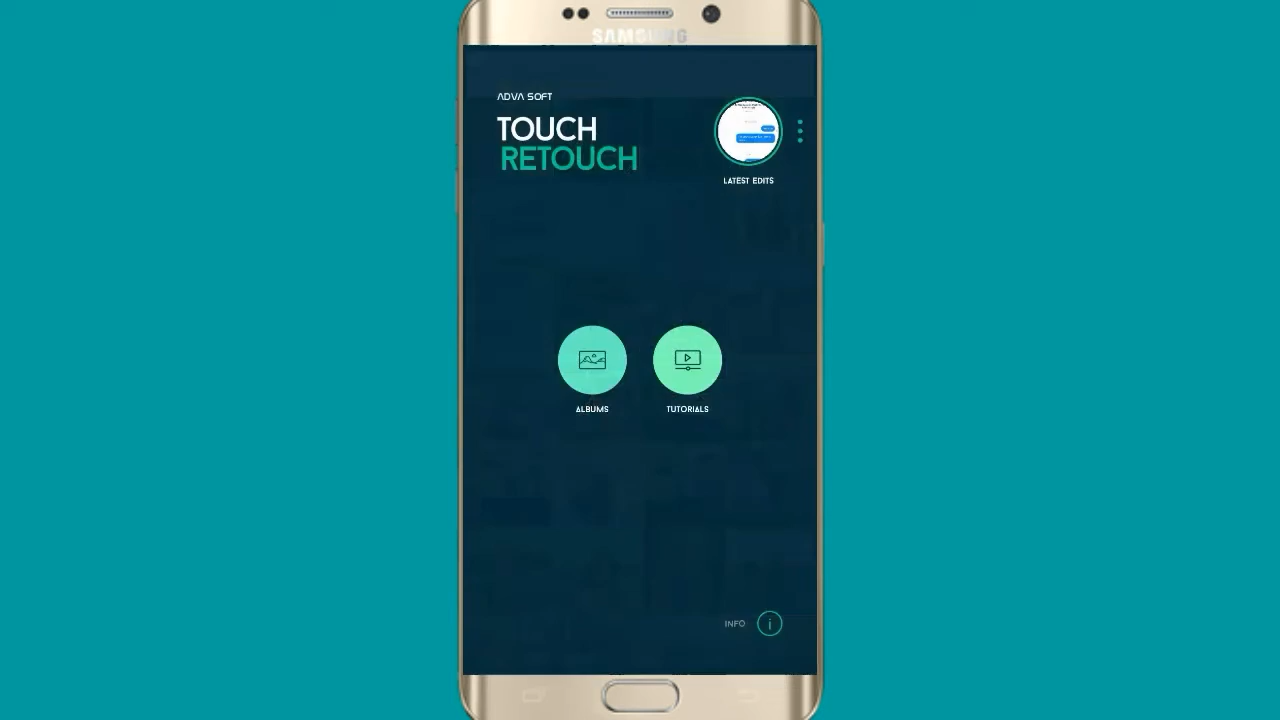 SAMSUNG
ADVA SOFT
TOUCH
RETOUCH
LATEST EDITS
ALBUMS
TUTORIALS
INFO